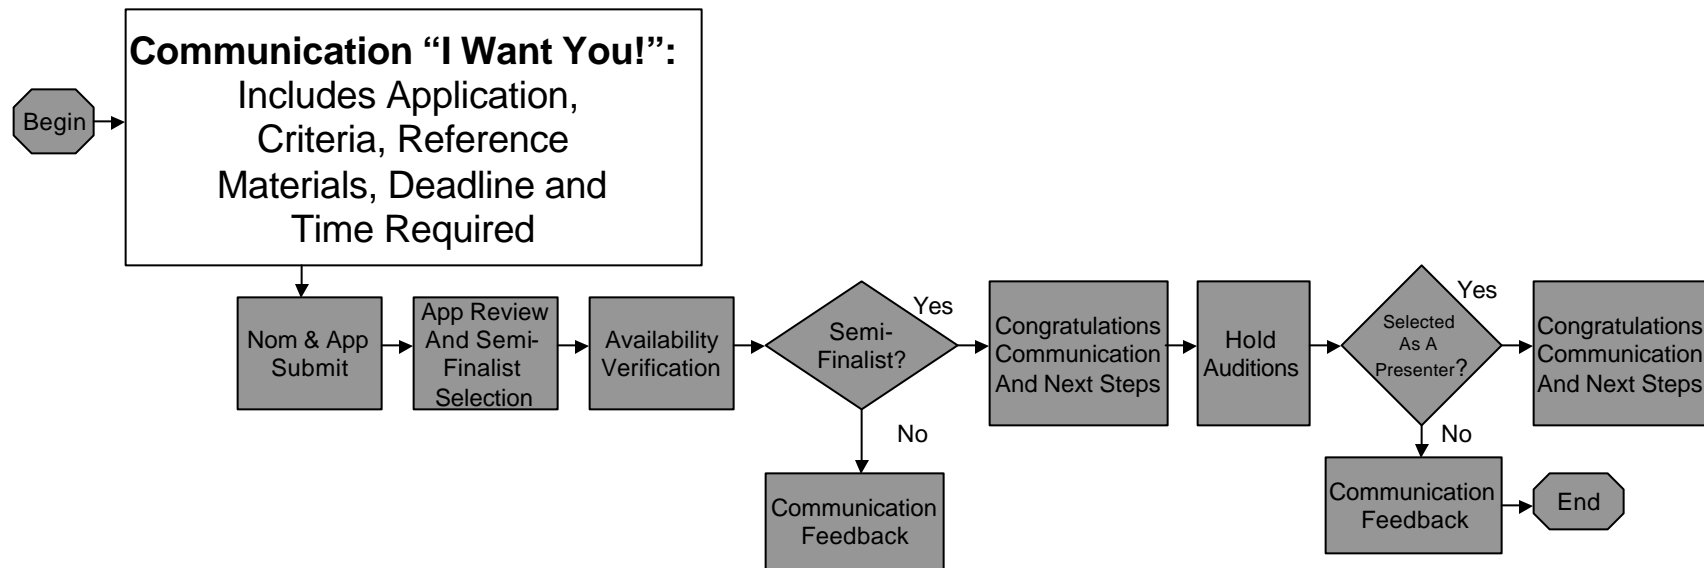 Begin
Communication “I Want You!”:
Includes Application,
Criteria, Reference
Materials, Deadline and
Time Required
Nom & App
Submit
App Review
And Semi-
Finalist
Selection
Availability
Verification
Semi-
Finalist?
Yes
No
Communication
Feedback
Congratulations
Communication
And Next Steps
Hold
Auditions
Selected
As A
Presenter?
Yes
No
Communication
Feedback
End
Congratulations
Communication
And Next Steps